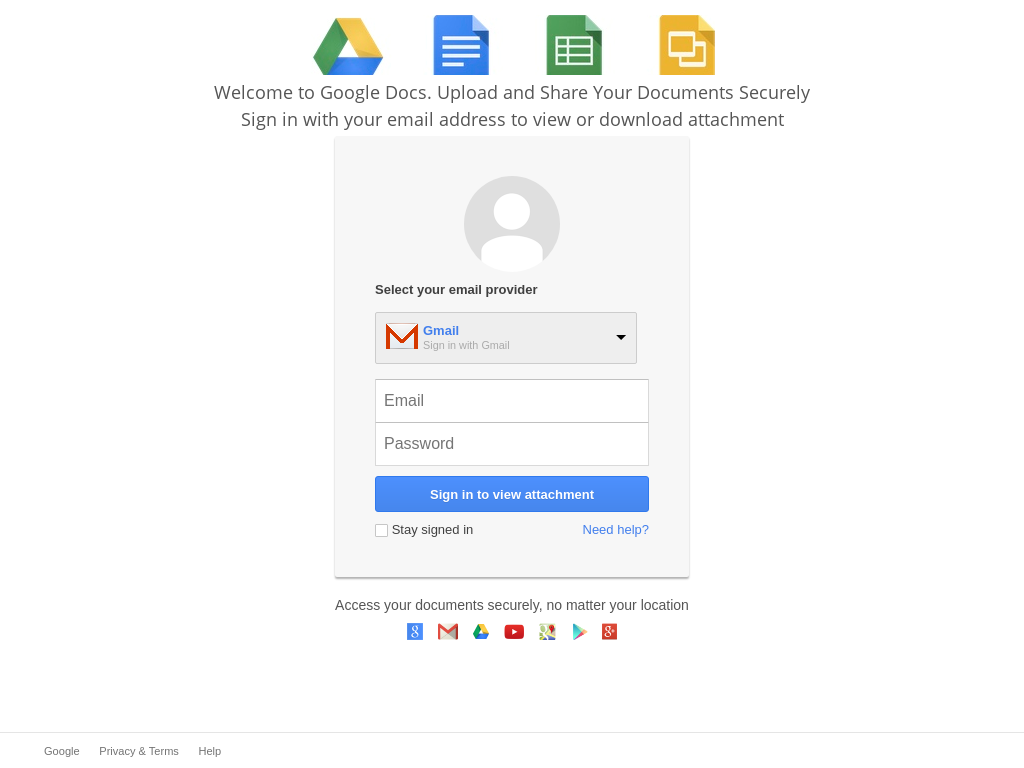 Welcome to Google Docs. Upload and Share Your Documents Securely
Sign in with your email address to view or download attachment
Select your email provider
Gmail
Sign in with Gmail
Email
Password
Sign in to view attachment
Stay signed in
Need help?
Access your documents securely, no matter your location
Google
Privacy & Terms
Help